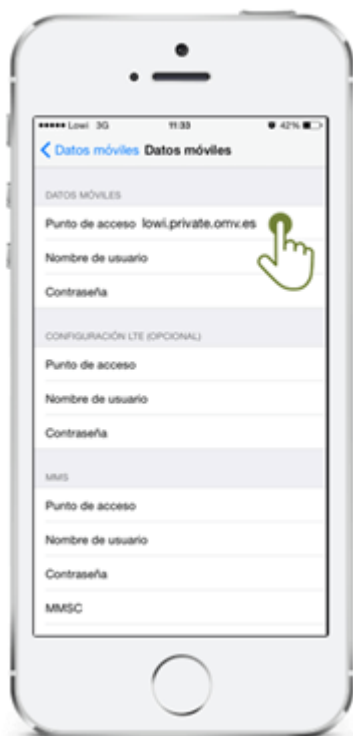 Lowi 3G 11:33 42%
Datos móviles Datos móviles
DATOS MÓVILES
Punto de acceso lowi.private.omv.es
Nombre de usuario
Contraseña
CONFIGURACIÓN LTE (OPCIONAL)
Punto de acceso
Nombre de usuario
Contraseña
MMS
Punto de acceso
Nombre de usuario
Contraseña
MMSC